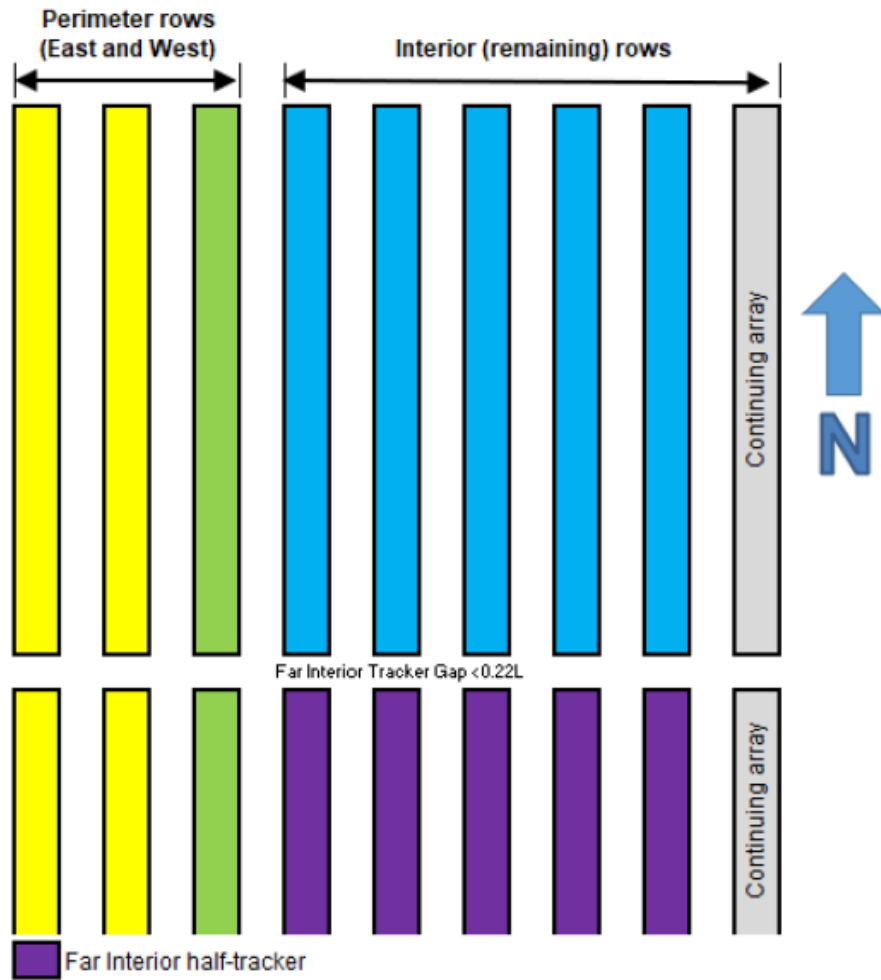 Perimeter rows
(East and West)
Interior (remaining) rows
Continuing array
N
Far Interior Tracker Gap <0.22L
Continuing array
Far Interior half-tracker